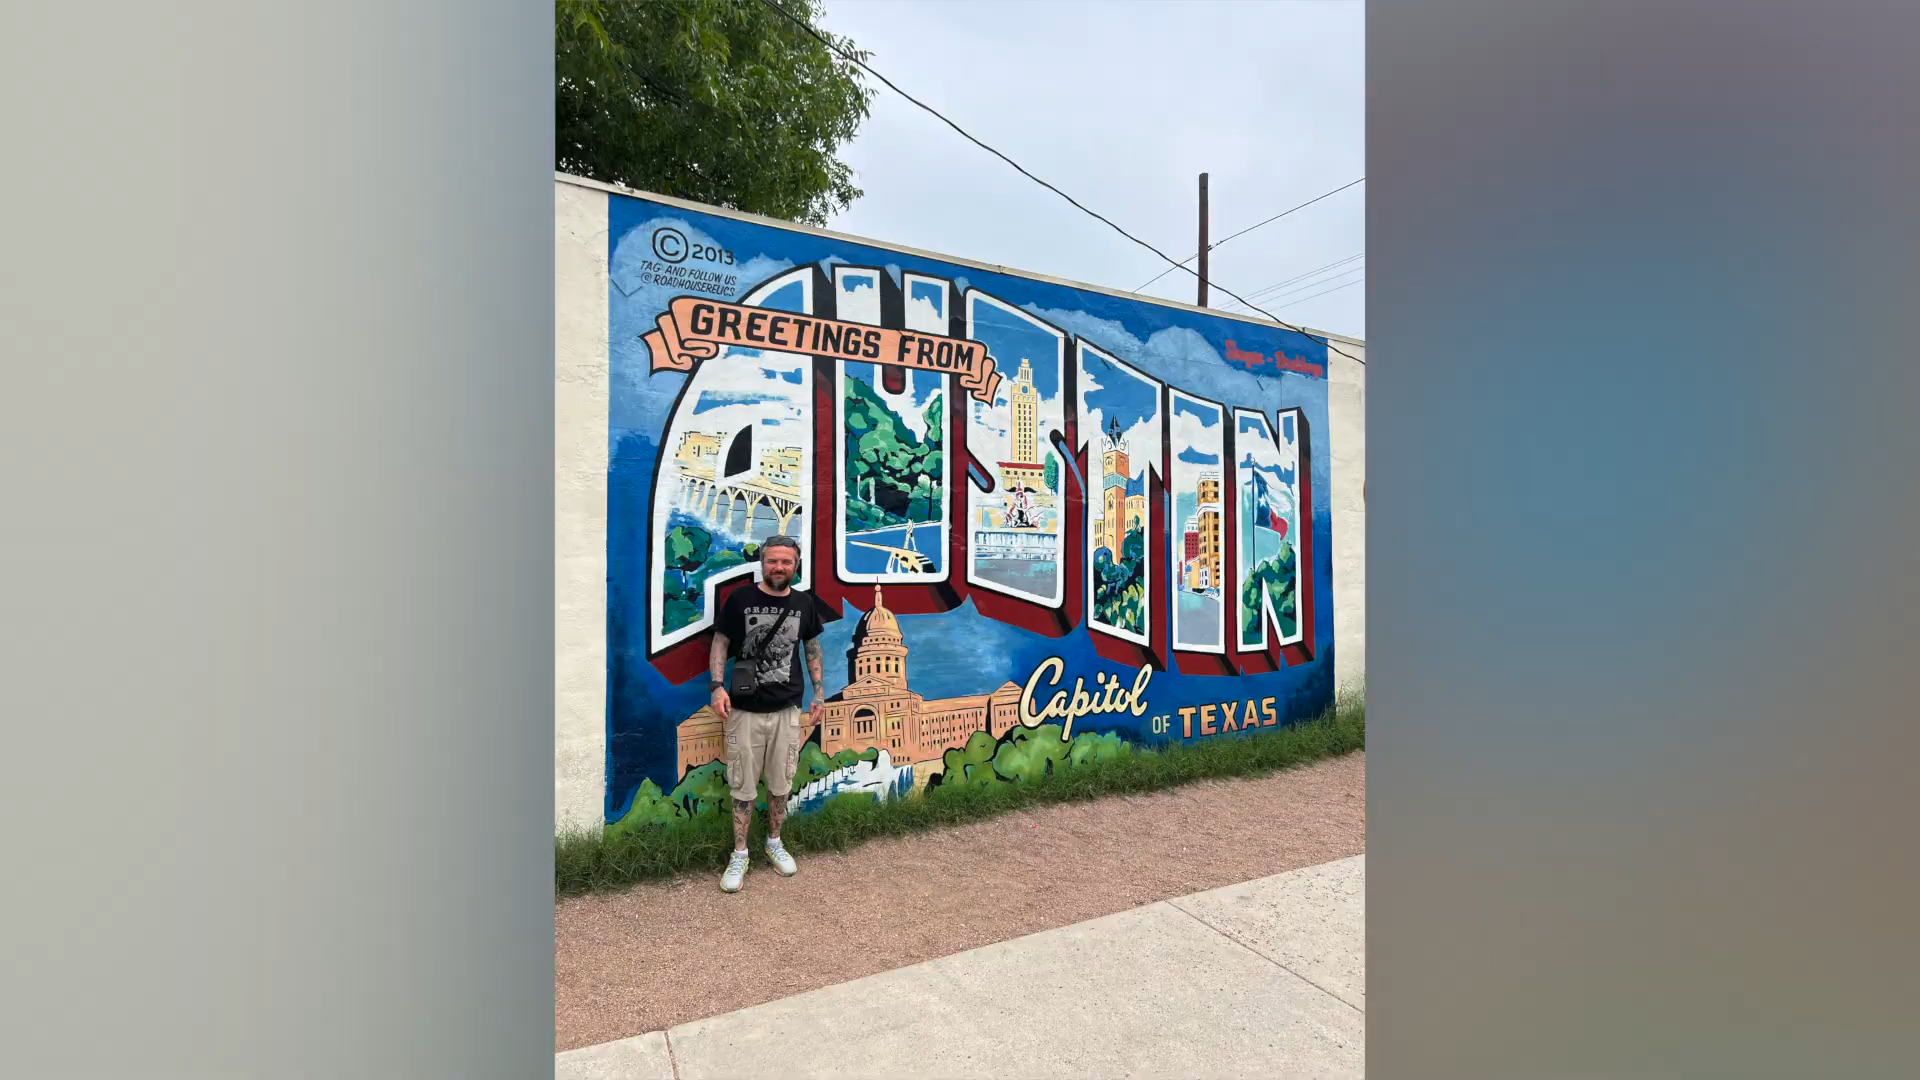 © 2013
TAG AND FOLLOW US
@ROADHOUSERELICS
GREETINGS FROM
AUSTIN
Capitol
OF TEXAS